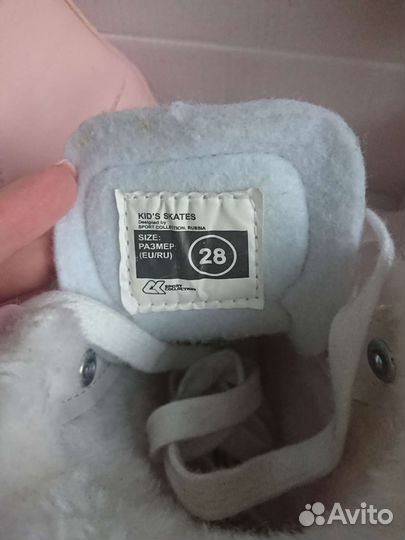 KID'S SKATES
Designed by
SPORT COLLECTION, RUSSIA
SIZE:
РАЗМЕР
(EU/RU)
28
SPORT
COLLECTION
Avito